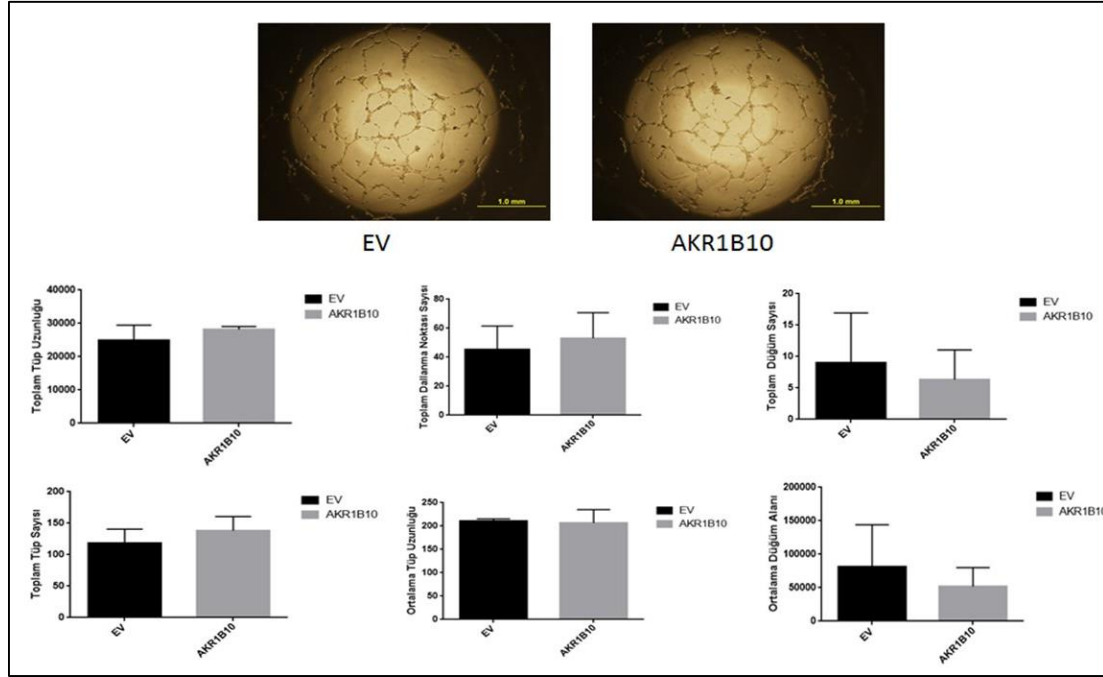 1.0 mm
1.0 mm
EV
AKR1B10
Toplam Tüp Uzunluğu
40000
30000
20000
10000
0
EV
AKR1B10
EV
AKR1B10
Toplam Dallanma Noktası Sayısı
80
60
40
20
0
EV
AKR1B10
EV
AKR1B10
Toplam Düğüm Sayısı
20
15
10
5
0
EV
AKR1B10
EV
AKR1B10
Toplam Tüp Sayısı
200
150
100
50
0
EV
AKR1B10
EV
AKR1B10
Ortalama Tüp Uzunluğu
250
200
150
100
50
0
EV
AKR1B10
EV
AKR1B10
Ortalama Düğüm Alanı
200000
150000
100000
50000
0
EV
AKR1B10
EV
AKR1B10